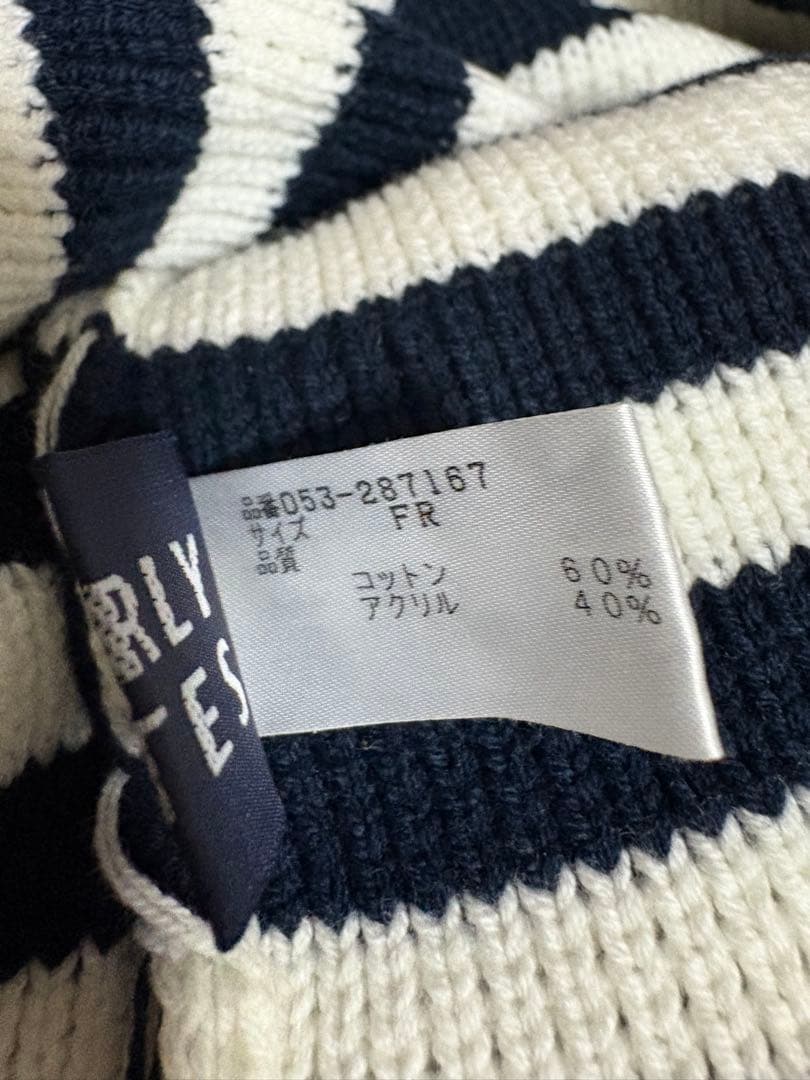 品番053-287167
サイズ FR
品質
コットン 60%
アクリル 40%
RLY
ES